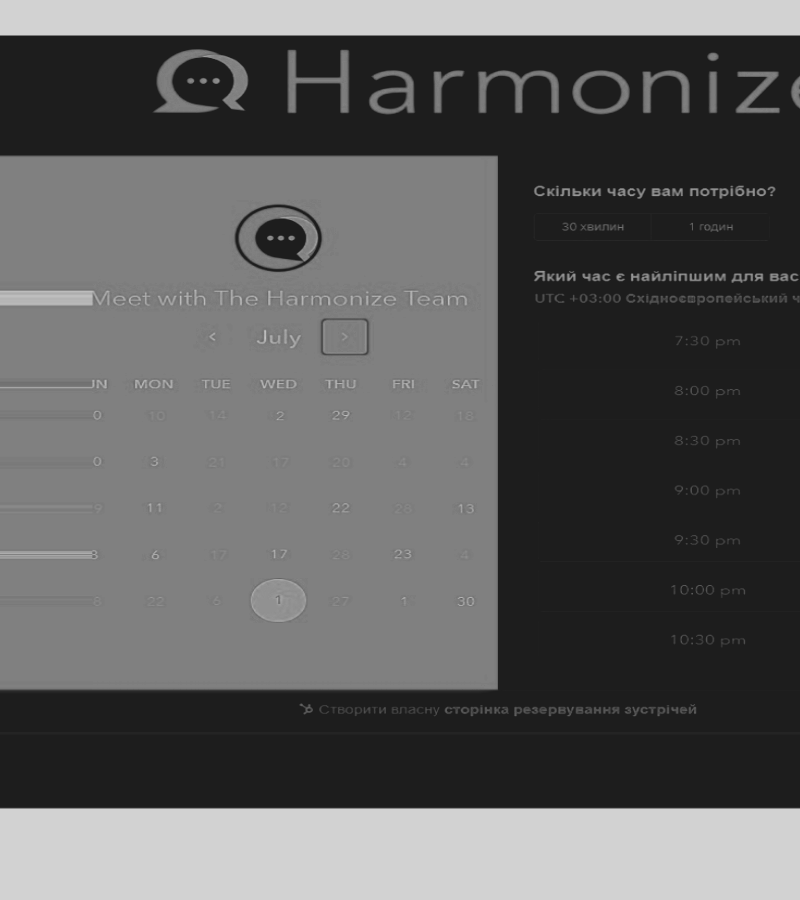 Harmonize
Meet with The Harmonize Team
< July >
MON TUE WED THU FRI SAT
0 10 14 2 29 12 16
0 3 21 17 20 4 4
9 11 2 12 22 26 13
6 17 17 28 23 4
22 6 1 27 1 30
Скільки часу вам потрібно?
30 хвилин 1 годин
Який час є найліпшим для вас
UTC +03:00 Східноєвропейський
7:30 pm
8:00 pm
8:30 pm
9:00 pm
9:30 pm
10:00 pm
10:30 pm
Створити власну сторінка резервування зустрічей